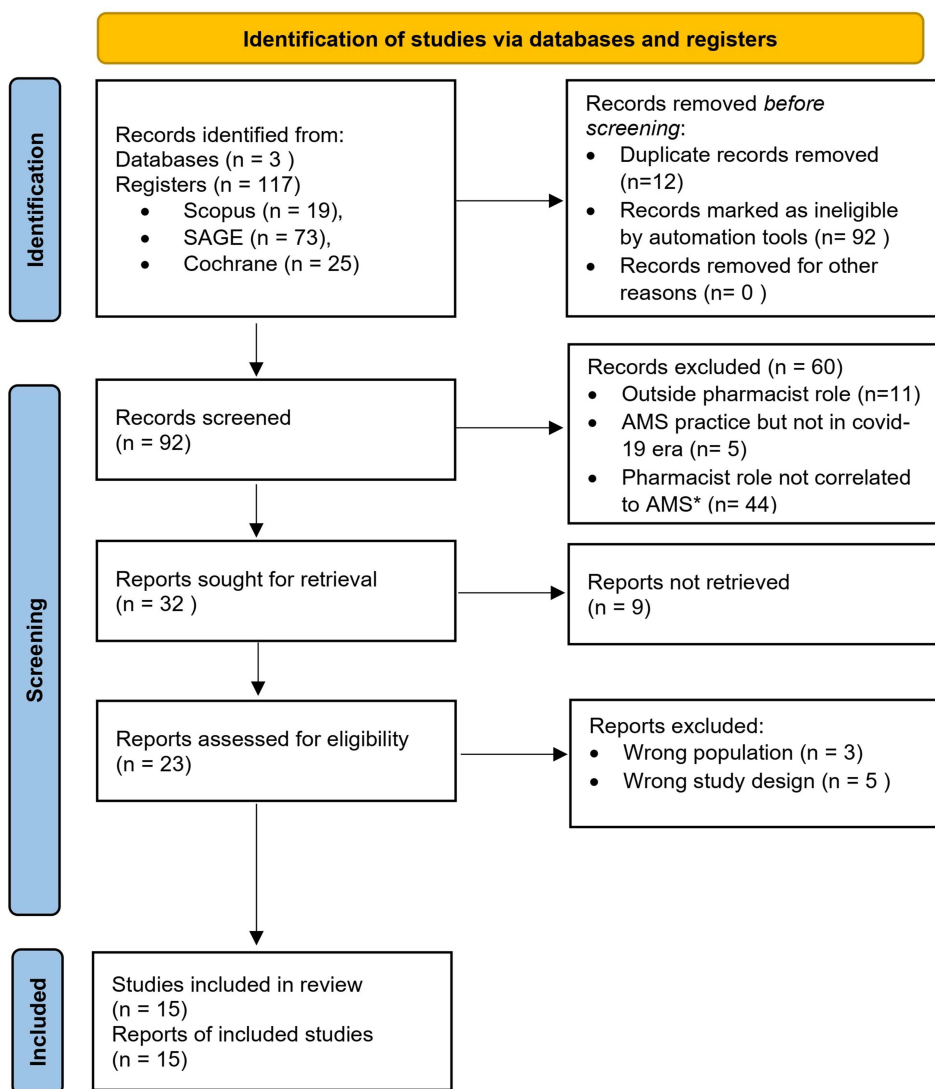 Identification of studies via databases and registers
Identification
Records identified from:
Databases (n = 3 )
Registers (n = 117)
• Scopus (n = 19),
• SAGE (n = 73),
• Cochrane (n = 25)
Records removed before
screening:
• Duplicate records removed
(n=12)
• Records marked as ineligible
by automation tools (n= 92 )
• Records removed for other
reasons (n= 0 )
Screening
Records screened
(n = 92)
Records excluded (n = 60)
• Outside pharmacist role (n=11)
• AMS practice but not in covid-
19 era (n= 5)
• Pharmacist role not correlated
to AMS* (n= 44)
Reports sought for retrieval
(n = 32 )
Reports not retrieved
(n = 9)
Reports assessed for eligibility
(n = 23)
Reports excluded:
• Wrong population (n = 3)
• Wrong study design (n = 5 )
Included
Studies included in review
(n = 15)
Reports of included studies
(n = 15)